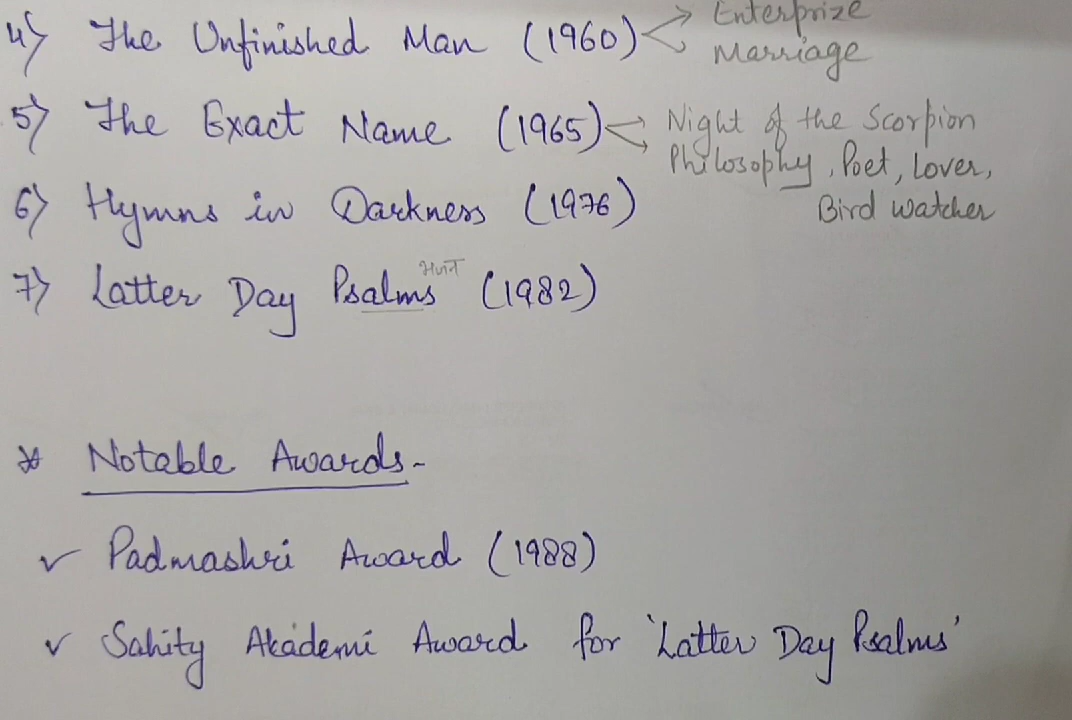 4) The Unfinished Man (1960) Enterprize
Marriage
5) The Exact Name (1965) Night of the Scorpion
Philosophy, Poet, Lover,
Bird watcher
6) Hymns in Darkness (1976)
7) Latter Day Psalms भजन (1982)
* Notable Awards-
✓ Padmashri Award (1988)
✓ Sahity Akademi Award for 'Latter Day Psalms'